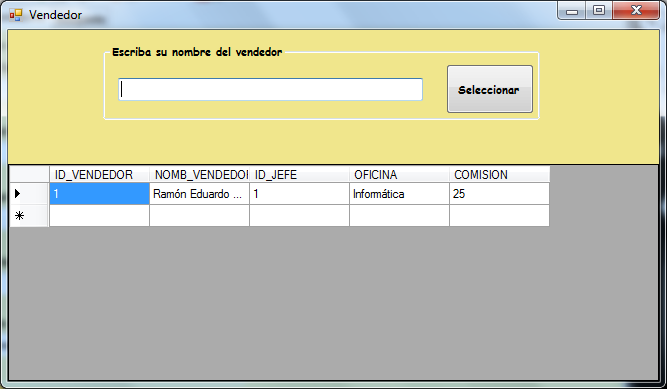 Vendedor
Escriba su nombre del vendedor
Seleccionar
ID_VENDEDOR NOMB_VENDEDOI ID_JEFE OFICINA COMISION
1 Ramón Eduardo ... 1 Informática 25